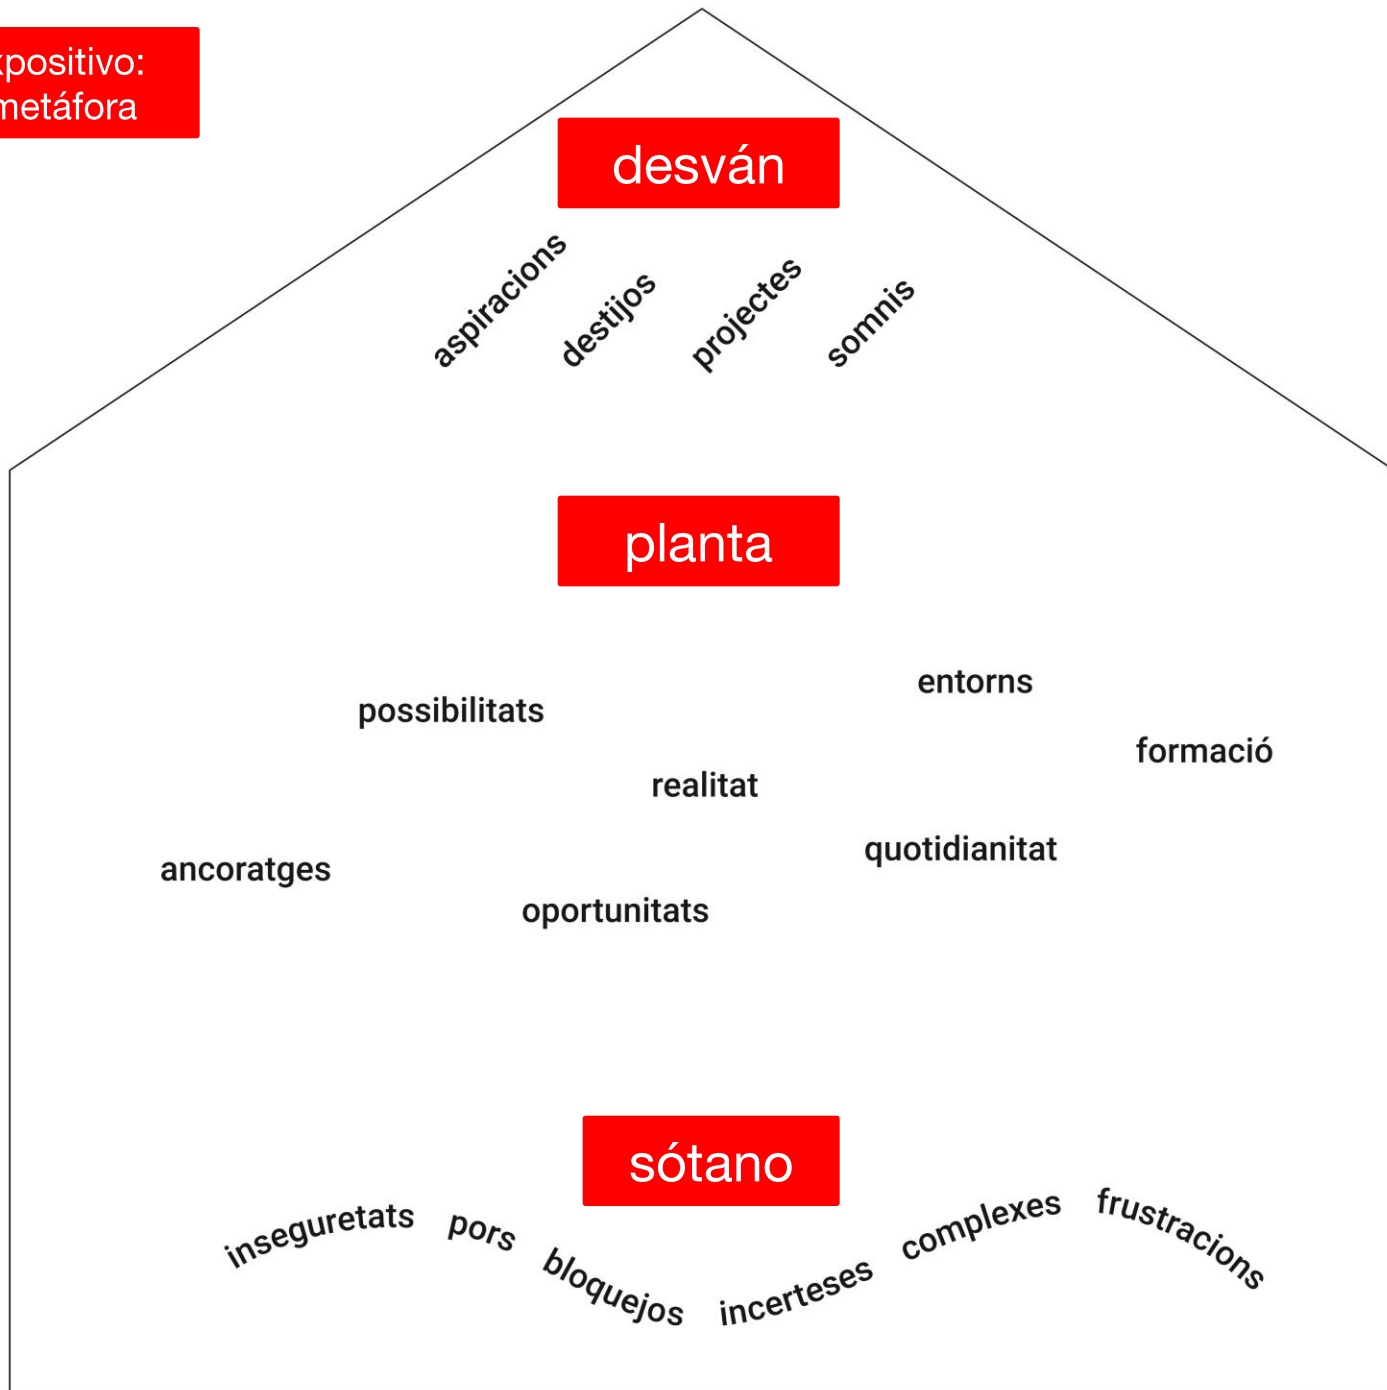 xpositivo:
metáfora
desván
aspiracions destijos projectes somnis
planta
entorns
possibilitats
formació
realitat
quotidianitat
ancoratges
oportunitats
sótano
inseguretats pors bloquejos incerteses complexes frustracions